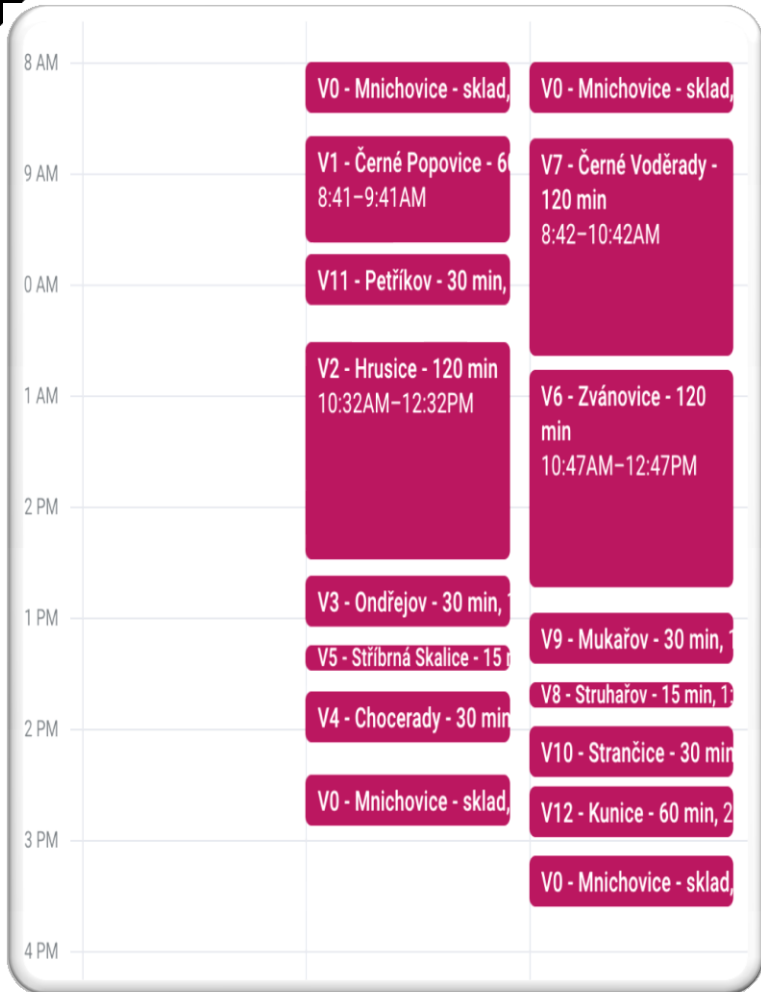 8 AM
9 AM
0 AM
1 AM
2 PM
1 PM
2 PM
3 PM
4 PM
V0 - Mnichovice - sklad,
V1 - Černé Popovice - 60
8:41–9:41AM
V11 - Petříkov - 30 min,
V2 - Hrusice - 120 min
10:32AM–12:32PM
V3 - Ondřejov - 30 min, 1
V5 - Stříbrná Skalice - 15 m
V4 - Chocerady - 30 min
V0 - Mnichovice - sklad,
V0 - Mnichovice - sklad,
V7 - Černé Voděrady -
120 min
8:42–10:42AM
V6 - Zvánovice - 120
min
10:47AM–12:47PM
V9 - Mukařov - 30 min, 1
V8 - Struhařov - 15 min, 1:
V10 - Strančice - 30 min
V12 - Kunice - 60 min, 2
V0 - Mnichovice - sklad,